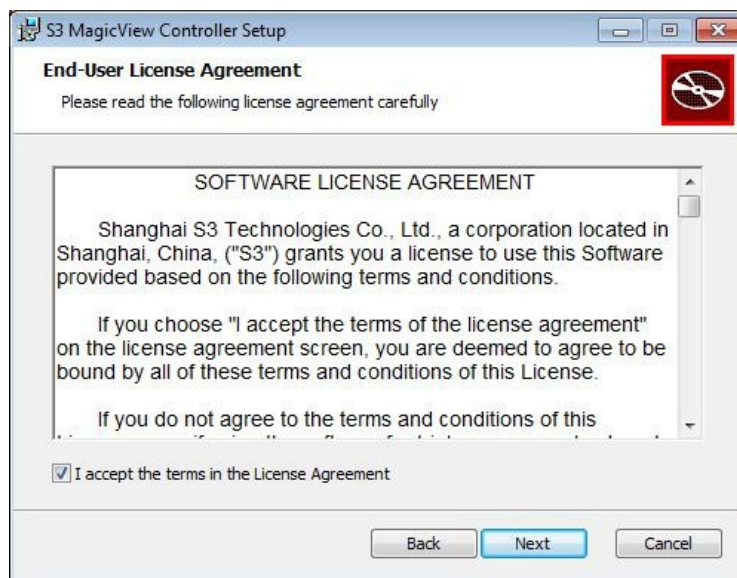 S3 MagicView Controller Setup
End-User License Agreement
Please read the following license agreement carefully
SOFTWARE LICENSE AGREEMENT
Shanghai S3 Technologies Co., Ltd., a corporation located in
Shanghai, China, ("S3") grants you a license to use this Software
provided based on the following terms and conditions.
If you choose "I accept the terms of the license agreement"
on the license agreement screen, you are deemed to agree to be
bound by all of these terms and conditions of this License.
If you do not agree to the terms and conditions of this
I accept the terms in the License Agreement
Back
Next
Cancel